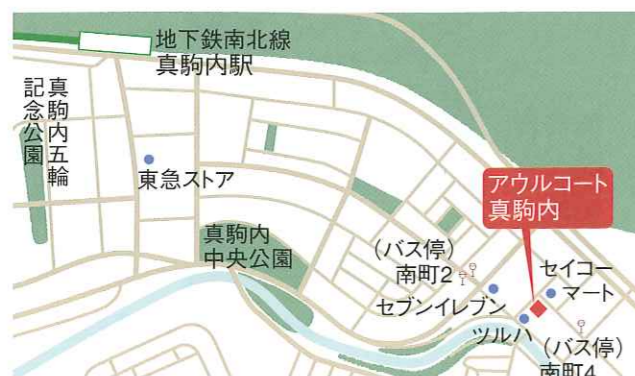 地下鉄南北線
真駒内駅
真駒内五輪
記念公園
東急ストア
アウルコート
真駒内
真駒内
中央公園
(バス停)
南町2
セイコー
マート
セブンイレブン
ツルハ
(バス停)
南町4